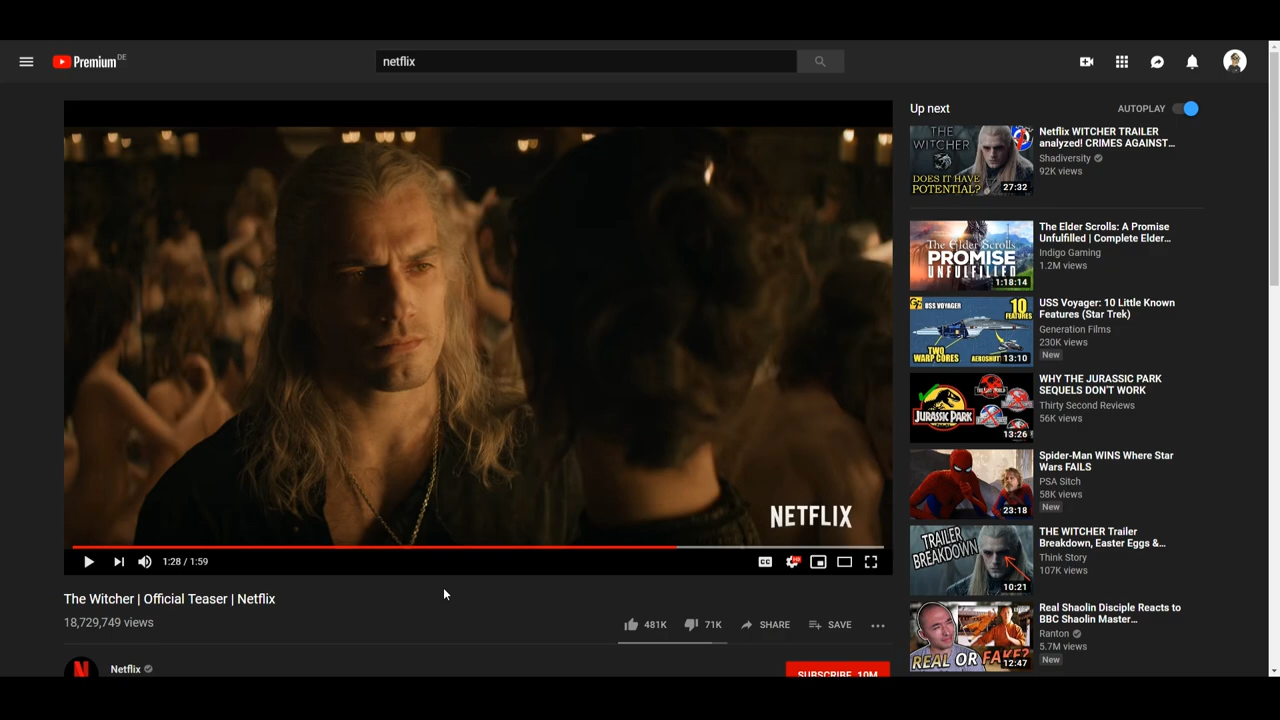 Premium DE
netflix
NETFLIX
1:28 / 1:59
CC
HD
The Witcher | Official Teaser | Netflix
18,729,749 views
481K
71K
SHARE
SAVE
N
Netflix
SUBSCRIBE 10M
Up next
AUTOPLAY
THE
WITCHER
DOES IT HAVE
POTENTIAL?
27:32
Netflix WITCHER TRAILER
analyzed! CRIMES AGAINST...
Shadiversity
92K views
The Elder Scrolls
PROMISE
UNFULFILLED
1:18:14
The Elder Scrolls: A Promise
Unfulfilled | Complete Elder...
Indigo Gaming
1.2M views
USS VOYAGER
10
FEATURES
TWO
WARP CORES
13:10
USS Voyager: 10 Little Known
Features (Star Trek)
Generation Films
230K views
New
JURASSIC PARK
13:26
WHY THE JURASSIC PARK
SEQUELS DON'T WORK
Thirty Second Reviews
56K views
23:18
Spider-Man WINS Where Star
Wars FAILS
PSA Sitch
58K views
New
TRAILER
BREAKDOWN
10:21
THE WITCHER Trailer
Breakdown, Easter Eggs &...
Think Story
107K views
REAL OR FAKE?
12:47
Real Shaolin Disciple Reacts to
BBC Shaolin Master...
Ranton
5.7M views
New